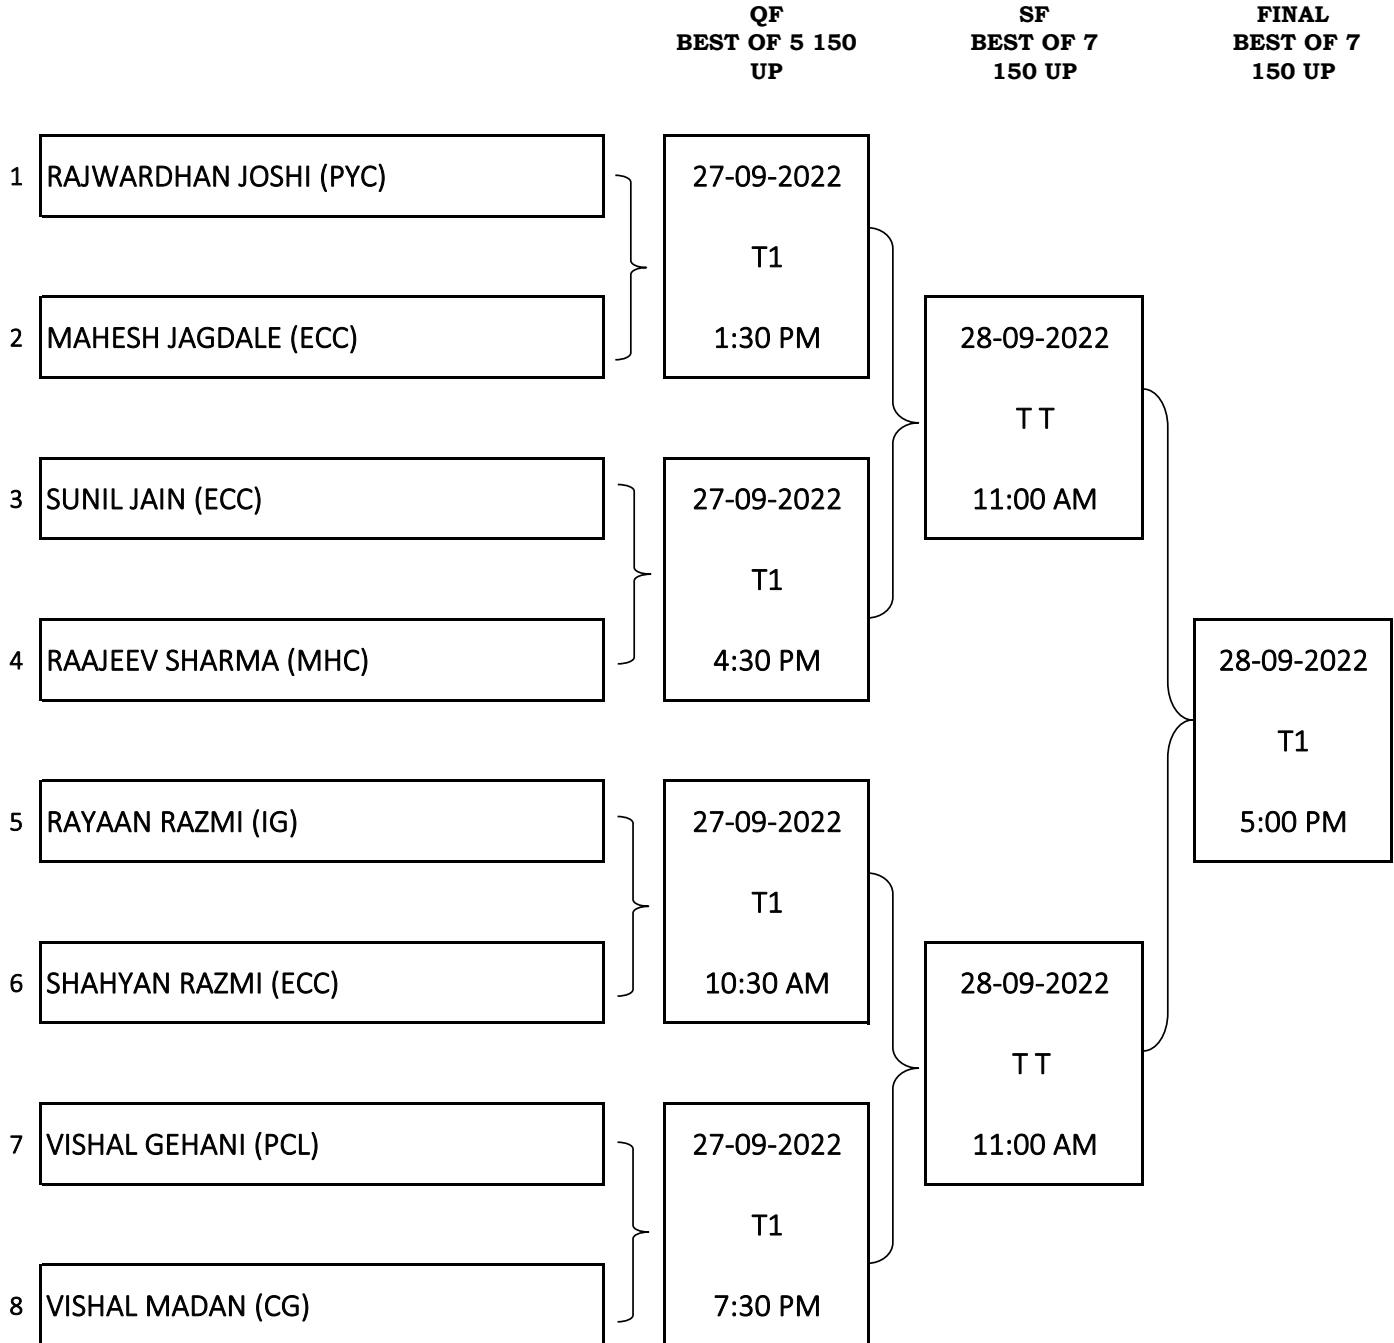 QF
BEST OF 5 150
UP
SF
BEST OF 7
150 UP
FINAL
BEST OF 7
150 UP
1 RAJWARDHAN JOSHI (PYC)
27-09-2022
T1
2 MAHESH JAGDALE (ECC)
1:30 PM
28-09-2022
T T
3 SUNIL JAIN (ECC)
27-09-2022
11:00 AM
T1
4 RAAJEEV SHARMA (MHC)
4:30 PM
28-09-2022
T1
5 RAYAAN RAZMI (IG)
27-09-2022
5:00 PM
T1
6 SHAHYAN RAZMI (ECC)
10:30 AM
28-09-2022
T T
7 VISHAL GEHANI (PCL)
27-09-2022
11:00 AM
T1
8 VISHAL MADAN (CG)
7:30 PM